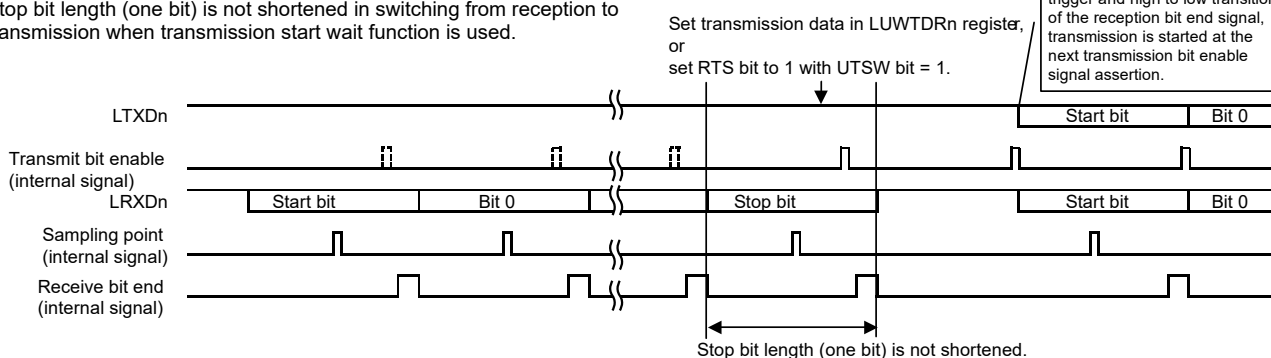 top bit length (one bit) is not shortened in switching from reception to
ansmission when transmission start wait function is used.
Set transmission data in LUWTDRn register,
or
set RTS bit to 1 with UTSW bit = 1.
trigger and high to low transition
of the reception bit end signal,
transmission is started at the
next transmission bit enable
signal assertion.
LTXDn
Start bit
Bit 0
Transmit bit enable
(internal signal)
LRXDn
Start bit
Bit 0
Stop bit
Start bit
Bit 0
Sampling point
(internal signal)
Receive bit end
(internal signal)
Stop bit length (one bit) is not shortened.